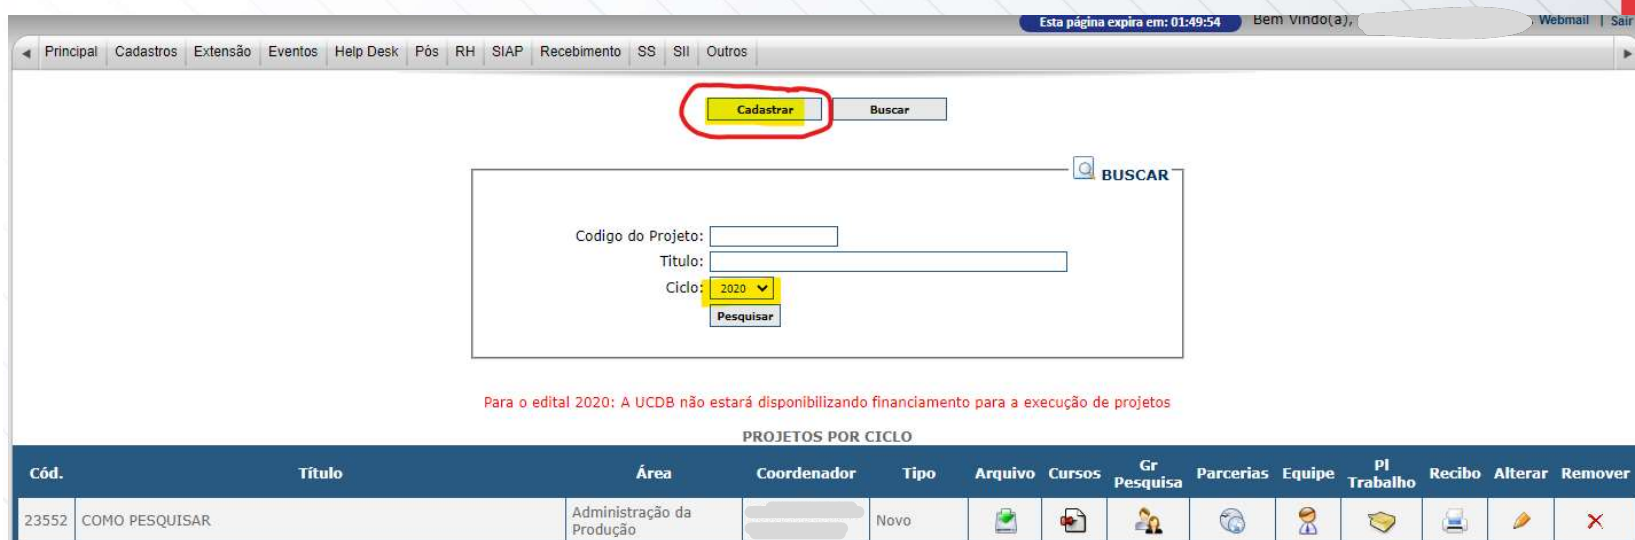 Esta página expira em: 01:49:54 Bem Vindo(a), Webmail | Sair
Principal Cadastros Extensão Eventos Help Desk Pós RH SIAP Recebimento SS SII Outros
Cadastrar Buscar
BUSCAR
Codigo do Projeto:
Titulo:
Ciclo: 2020
Pesquisar
Para o edital 2020: A UCDB não estará disponibilizando financiamento para a execução de projetos
PROJETOS POR CICLO
Cód. Título Área Coordenador Tipo Arquivo Cursos Gr Pesquisa Parcerias Equipe Pl Trabalho Recibo Alterar Remover
23552 COMO PESQUISAR Administração da Produção Novo